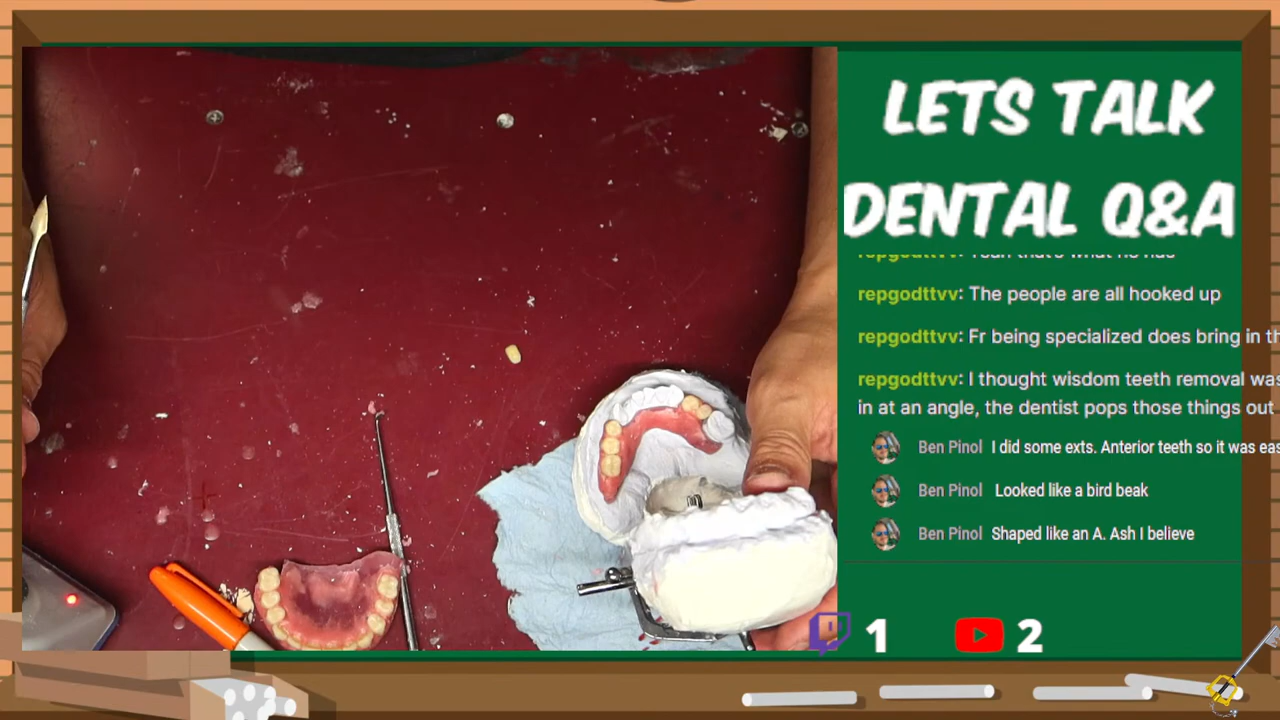 LETS TALK
DENTAL Q&A
repgodttvv: The people are all hooked up
repgodttvv: Fr being specialized does bring in
repgodttvv: I thought wisdom teeth removal was
in at an angle, the dentist pops those things out
Ben Pinol I did some exts. Anterior teeth so it was
Ben Pinol Looked like a bird beak
Ben Pinol Shaped like an A. Ash I believe
1 2